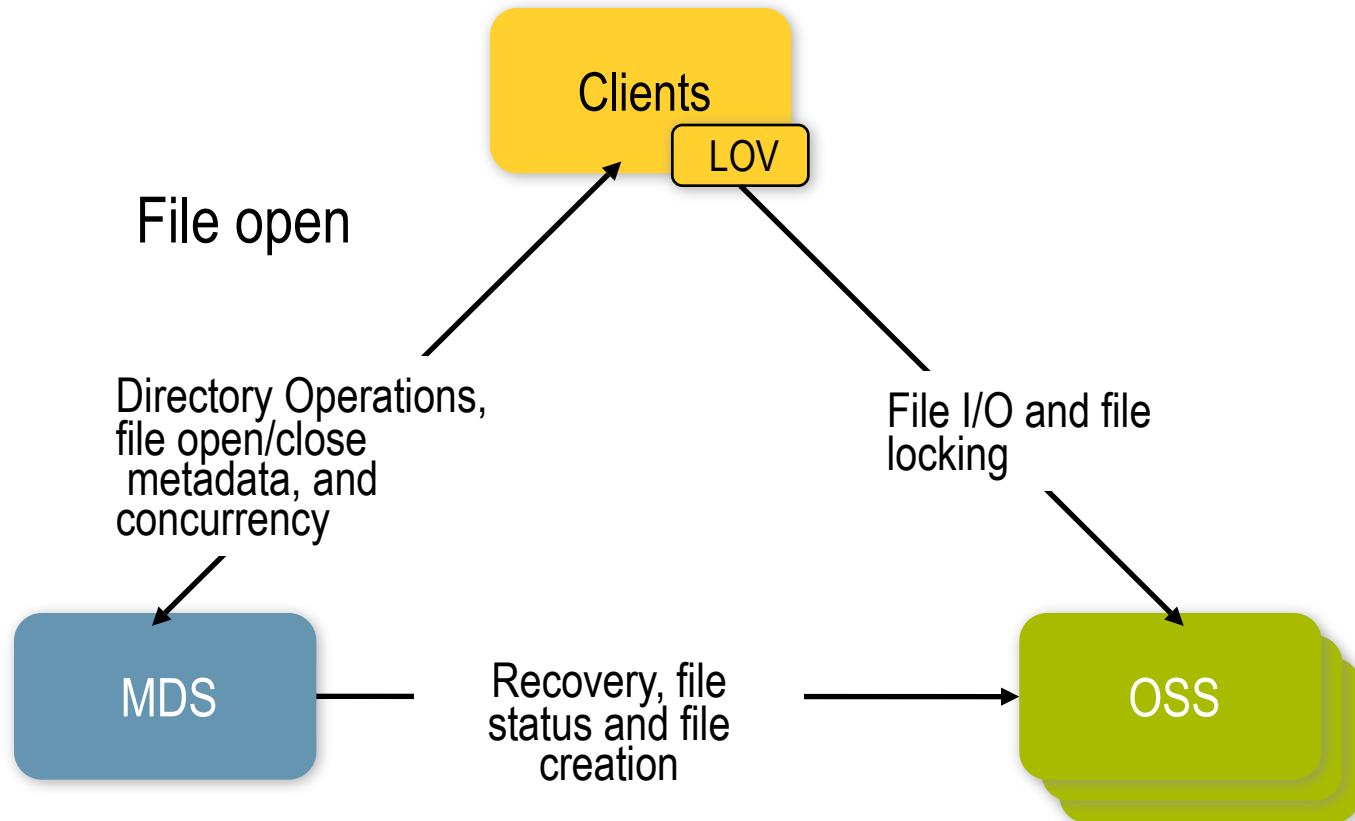 Clients
LOV
File open
Directory Operations,
file open/close
metadata, and
concurrency
File I/O and file
locking
MDS
Recovery, file
status and file
creation
OSS